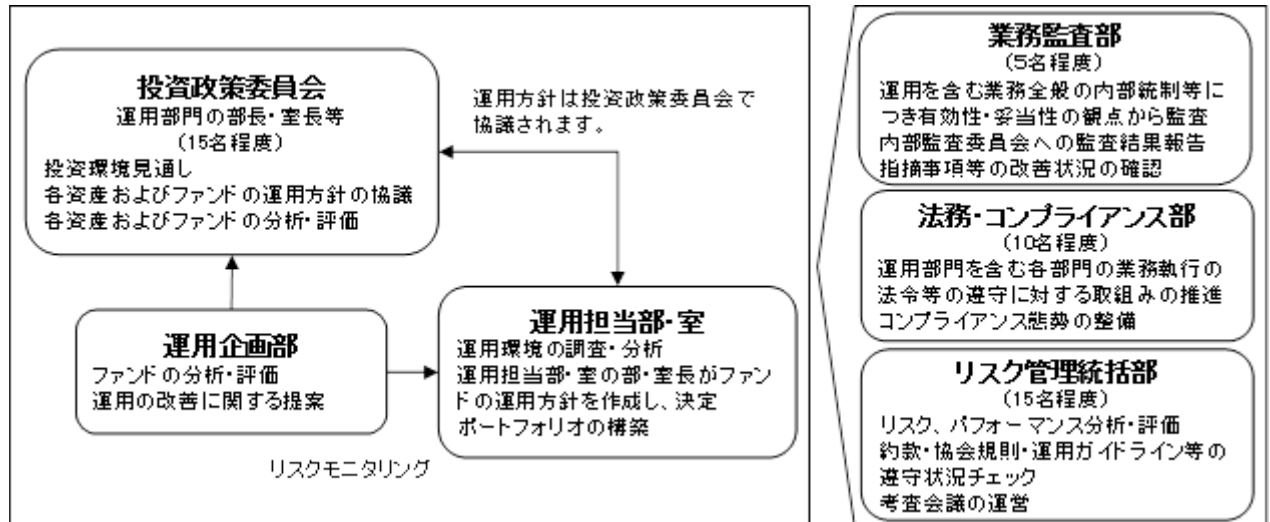 投資政策委員会
運用部門の部長・室長等
(15名程度)
投資環境見通し
各資産およびファンドの運用方針の協議
各資産およびファンドの分析・評価
運用方針は投資政策委員会で
協議されます。
運用企画部
ファンドの分析・評価
運用の改善に関する提案
運用担当部・室
運用環境の調査・分析
運用担当部・室の部・室長がファン
ドの運用方針を作成し、決定
ポートフォリオの構築
リスクモニタリング
業務監査部
(5名程度)
運用を含む業務全般の内部統制等に
つき有効性・妥当性の観点から監査
内部監査委員会への監査結果報告
指摘事項等の改善状況の確認
法務・コンプライアンス部
(10名程度)
運用部門を含む各部門の業務執行の
法令等の遵守に対する取組みの推進
コンプライアンス態勢の整備
リスク管理統括部
(15名程度)
リスク、パフォーマンス分析・評価
約款・協会規則・運用ガイドライン等の
遵守状況チェック
考査会議の運営